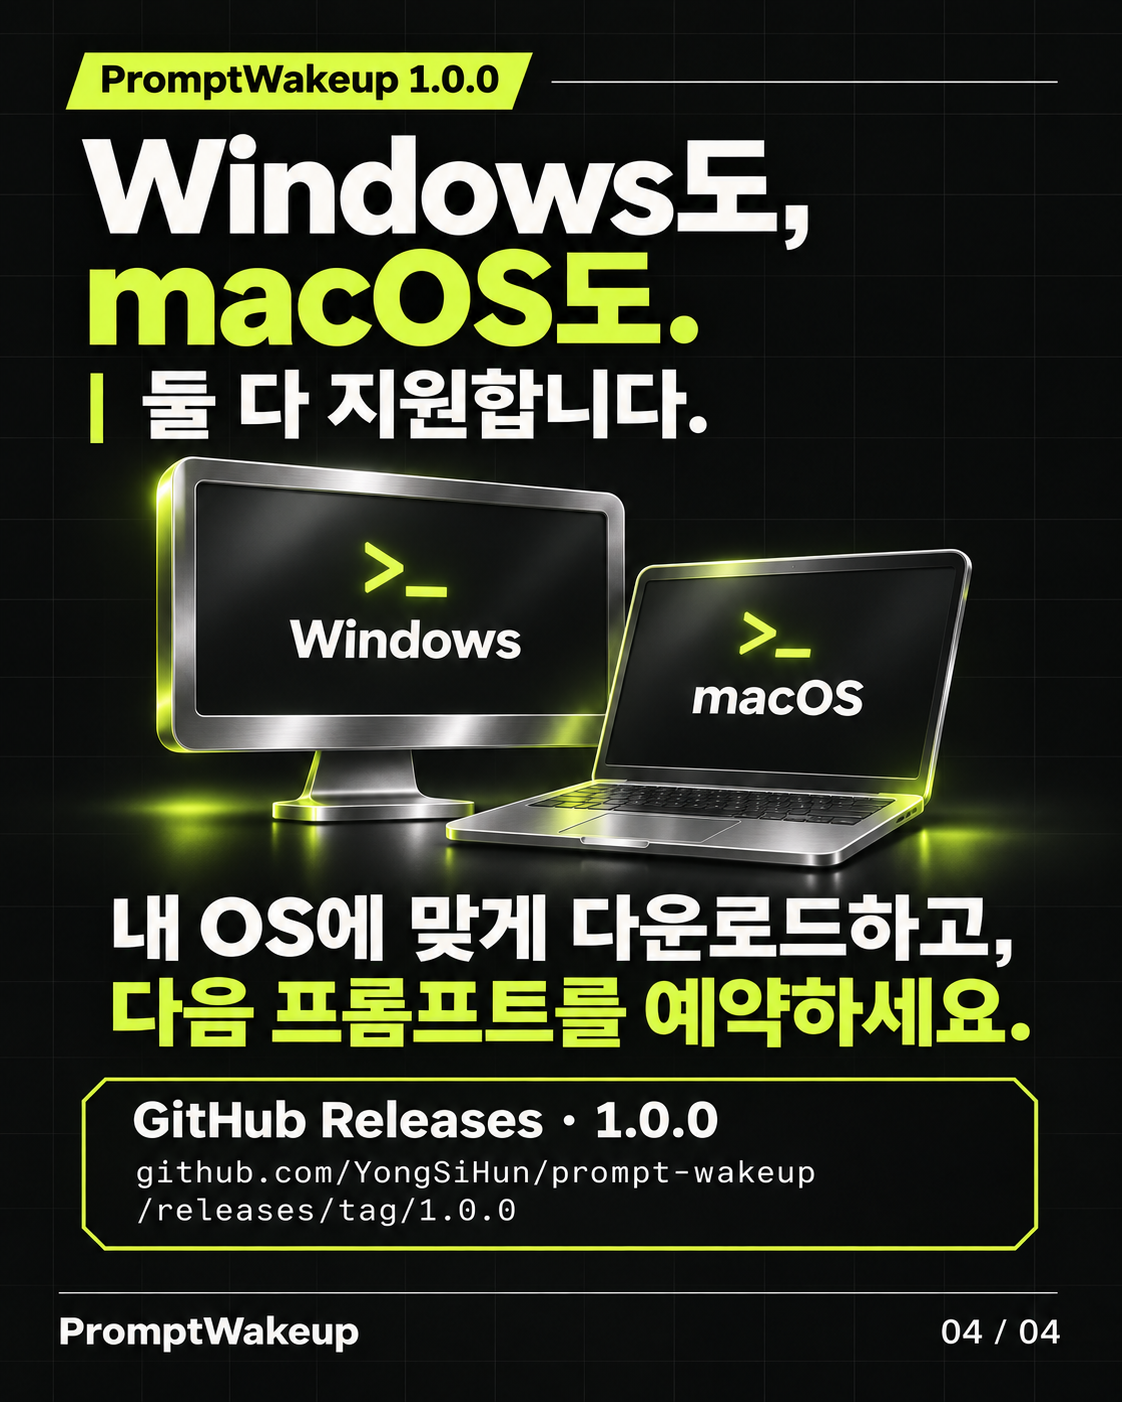 PromptWakeup 1.0.0
Windows도,
macOS도.
둘 다 지원합니다.
>_
Windows
>_
macOS
내 OS에 맞게 다운로드하고,
다음 프롬프트를 예약하세요.
GitHub Releases · 1.0.0
github.com/YongSiHun/prompt-wakeup
/releases/tag/1.0.0
PromptWakeup
04 / 04